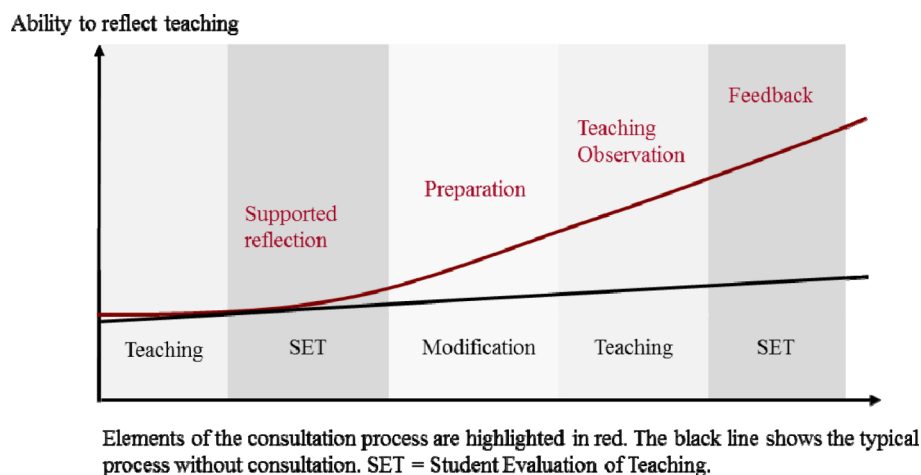 Ability to reflect teaching
Feedback
Teaching
Observation
Preparation
Supported
reflection
Teaching
SET
Modification
Teaching
SET
Elements of the consultation process are highlighted in red. The black line shows the typical
process without consultation. SET = Student Evaluation of Teaching.